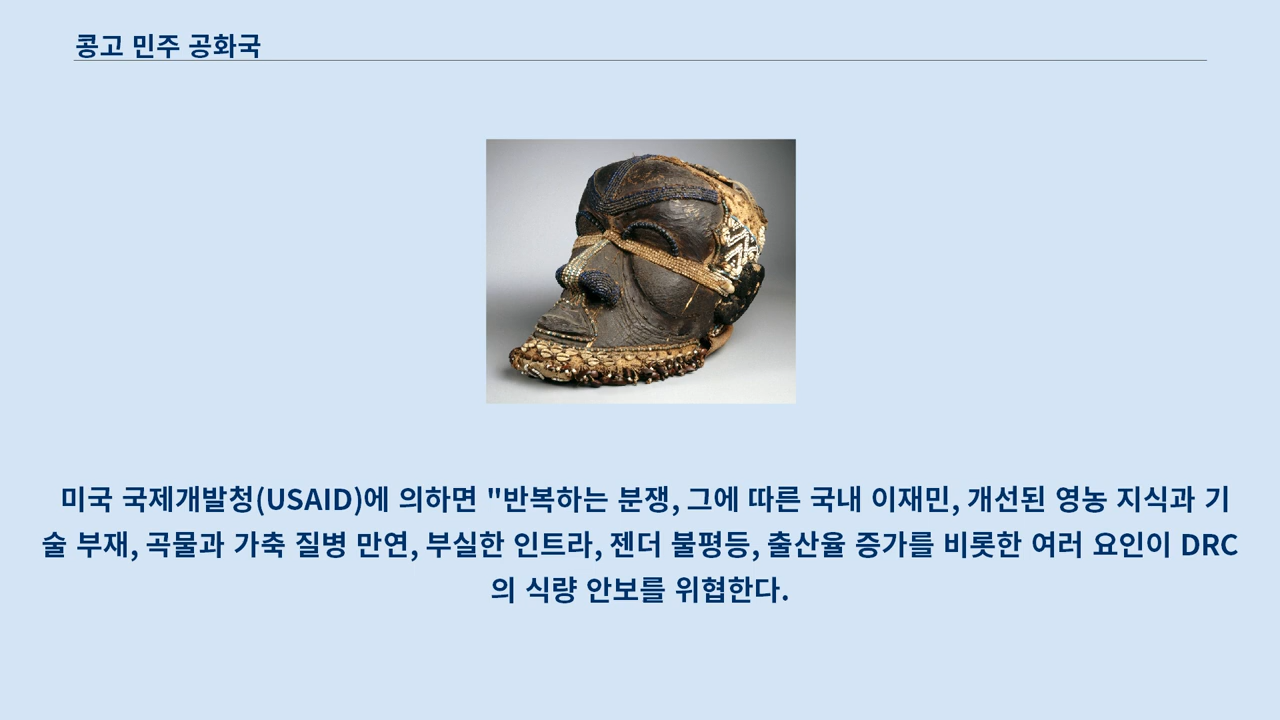 콩고 민주 공화국
미국 국제개발청(USAID)에 의하면 "반복하는 분쟁, 그에 따른 국내 이재민, 개선된 영농 지식과 기
술 부재, 곡물과 가축 질병 만연, 부실한 인트라, 젠더 불평등, 출산율 증가를 비롯한 여러 요인이 DRC
의 식량 안보를 위협한다.